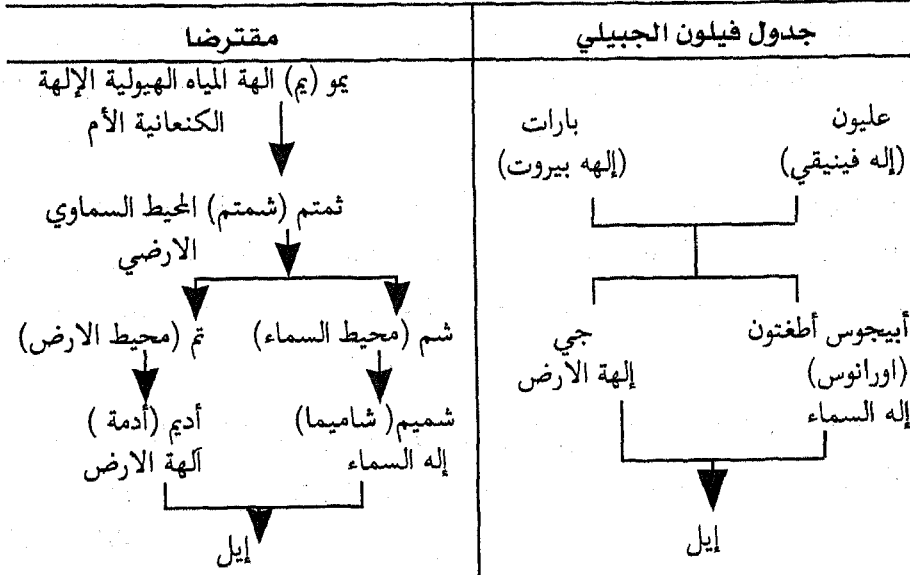 جدول فيلون الجبيلي
عليون
(إله فينيقي)
بارات
(إلهه بيروت)
أبيجوس أطغتون
(اورانوس)
إله السماء
جي
إلهة الارض
إيل
مقترضا
يمو (يم) الهة المياه الهيولية الإلهة
الكنعانية الأم
ثمتم (شمتم) المحيط السماوي
الارضي
شم (محيط السماء)
تم (محيط الارض)
شميم (شاميما)
إله السماء
أديم (أدمة )
آلهة الارض
إيل